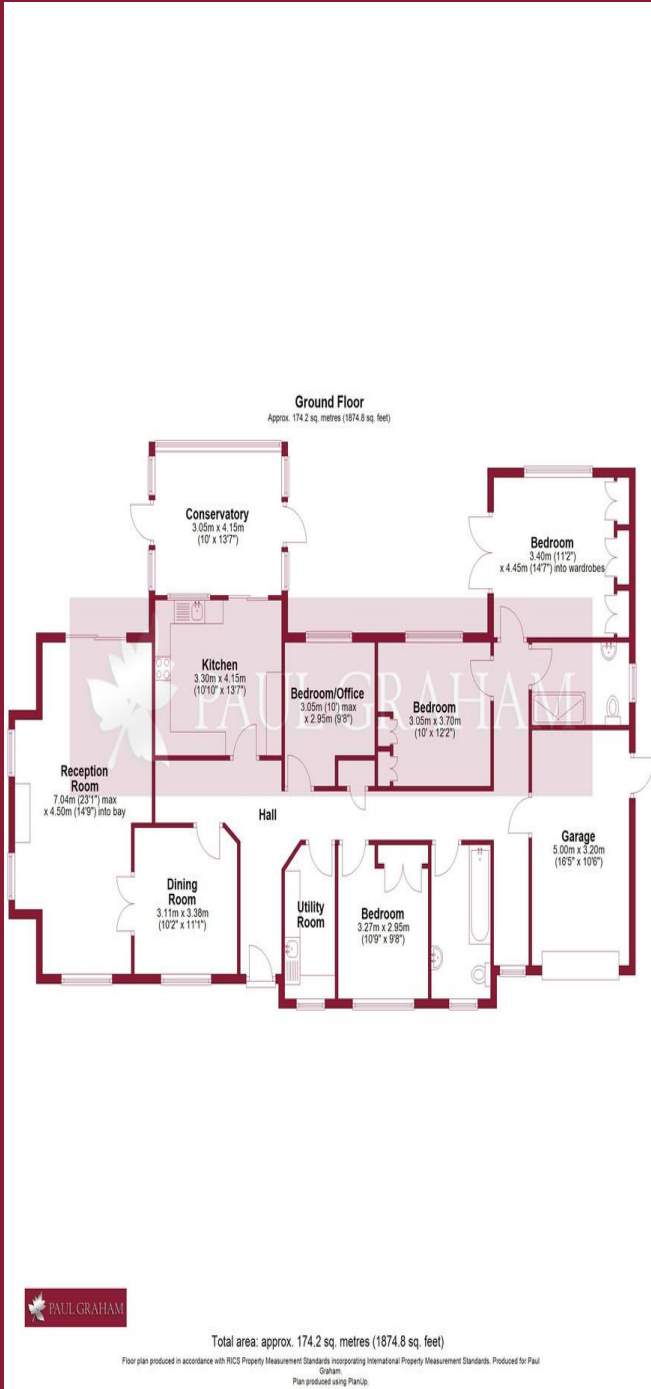 Ground Floor
Approx. 174.2 sq. metres (1874.8 sq. feet)
Conservatory
3.05m x 4.15m
(10' x 13'7")
Bedroom
3.40m (11'2")
x 4.45m (14'7") into wardrobes
Kitchen
3.30m x 4.15m
(10'10" x 13'7")
Bedroom/Office
3.05m (10') max
x 2.95m (9'8")
Bedroom
3.05m x 3.70m
(10' x 12'2")
PAUL GRAHAM
Reception
Room
7.04m (23'1") max
x 4.50m (14'9") into bay
Hall
Garage
5.00m x 3.20m
(16'5" x 10'6")
Dining
Room
3.11m x 3.38m
(10'2" x 11'1")
Utility
Room
Bedroom
3.27m x 2.95m
(10'9" x 9'8")
PAUL GRAHAM
Total area: approx. 174.2 sq. metres (1874.8 sq. feet)
Floor plan produced in accordance with RICS Property Measurement Standards incorporating International Property Measurement Standards. Produced for Paul
Graham.
Plan produced using PlanUp.